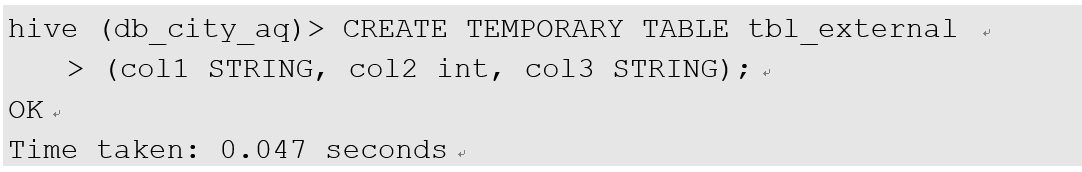 hive (db_city_aq)> CREATE TEMPORARY TABLE tbl_external
> (col1 STRING, col2 int, col3 STRING);
OK
Time taken: 0.047 seconds